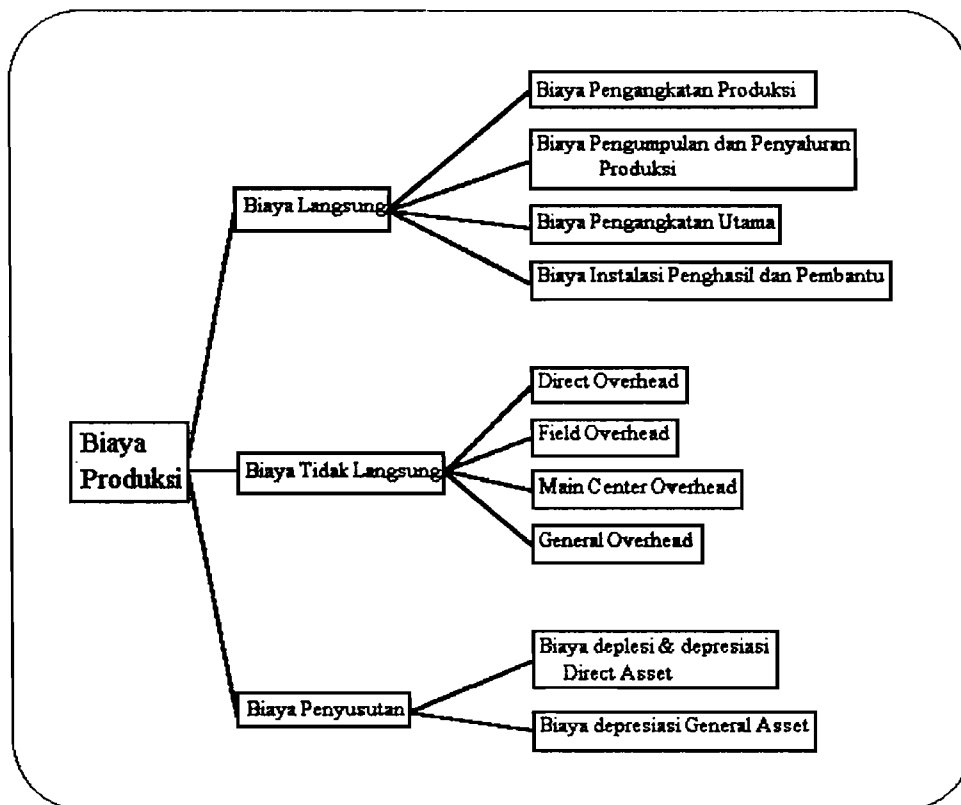 Biaya Pengangkatan Produksi
Biaya Pengumpulan dan Penyaluran
Produksi
Biaya Langsung
Biaya Pengangkatan Utama
Biaya Instalasi Penghasil dan Pembantu
Direct Overhead
Field Overhead
Biaya
Produksi
Biaya Tidak Langsung
Main Center Overhead
General Overhead
Biaya deplesi & depresiasi
Direct Asset
Biaya Penyusutan
Biaya depresiasi General Asset